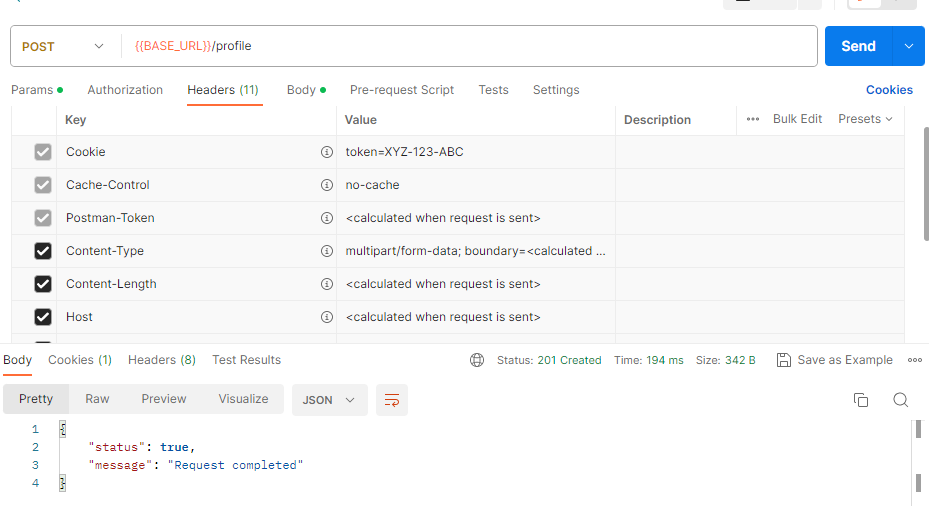 POST {{BASE_URL}}/profile Send
Params Authorization Headers (11) Body Pre-request Script Tests Settings Cookies
Key Value Description Bulk Edit Presets
Cookie token=XYZ-123-ABC
Cache-Control no-cache
Postman-Token <calculated when request is sent>
Content-Type multipart/form-data; boundary=<calculated ...
Content-Length <calculated when request is sent>
Host <calculated when request is sent>
Body Cookies (1) Headers (8) Test Results Status: 201 Created Time: 194 ms Size: 342 B Save as Example
Pretty Raw Preview Visualize JSON
1 {
2 "status": true,
3 "message": "Request completed"
4 }